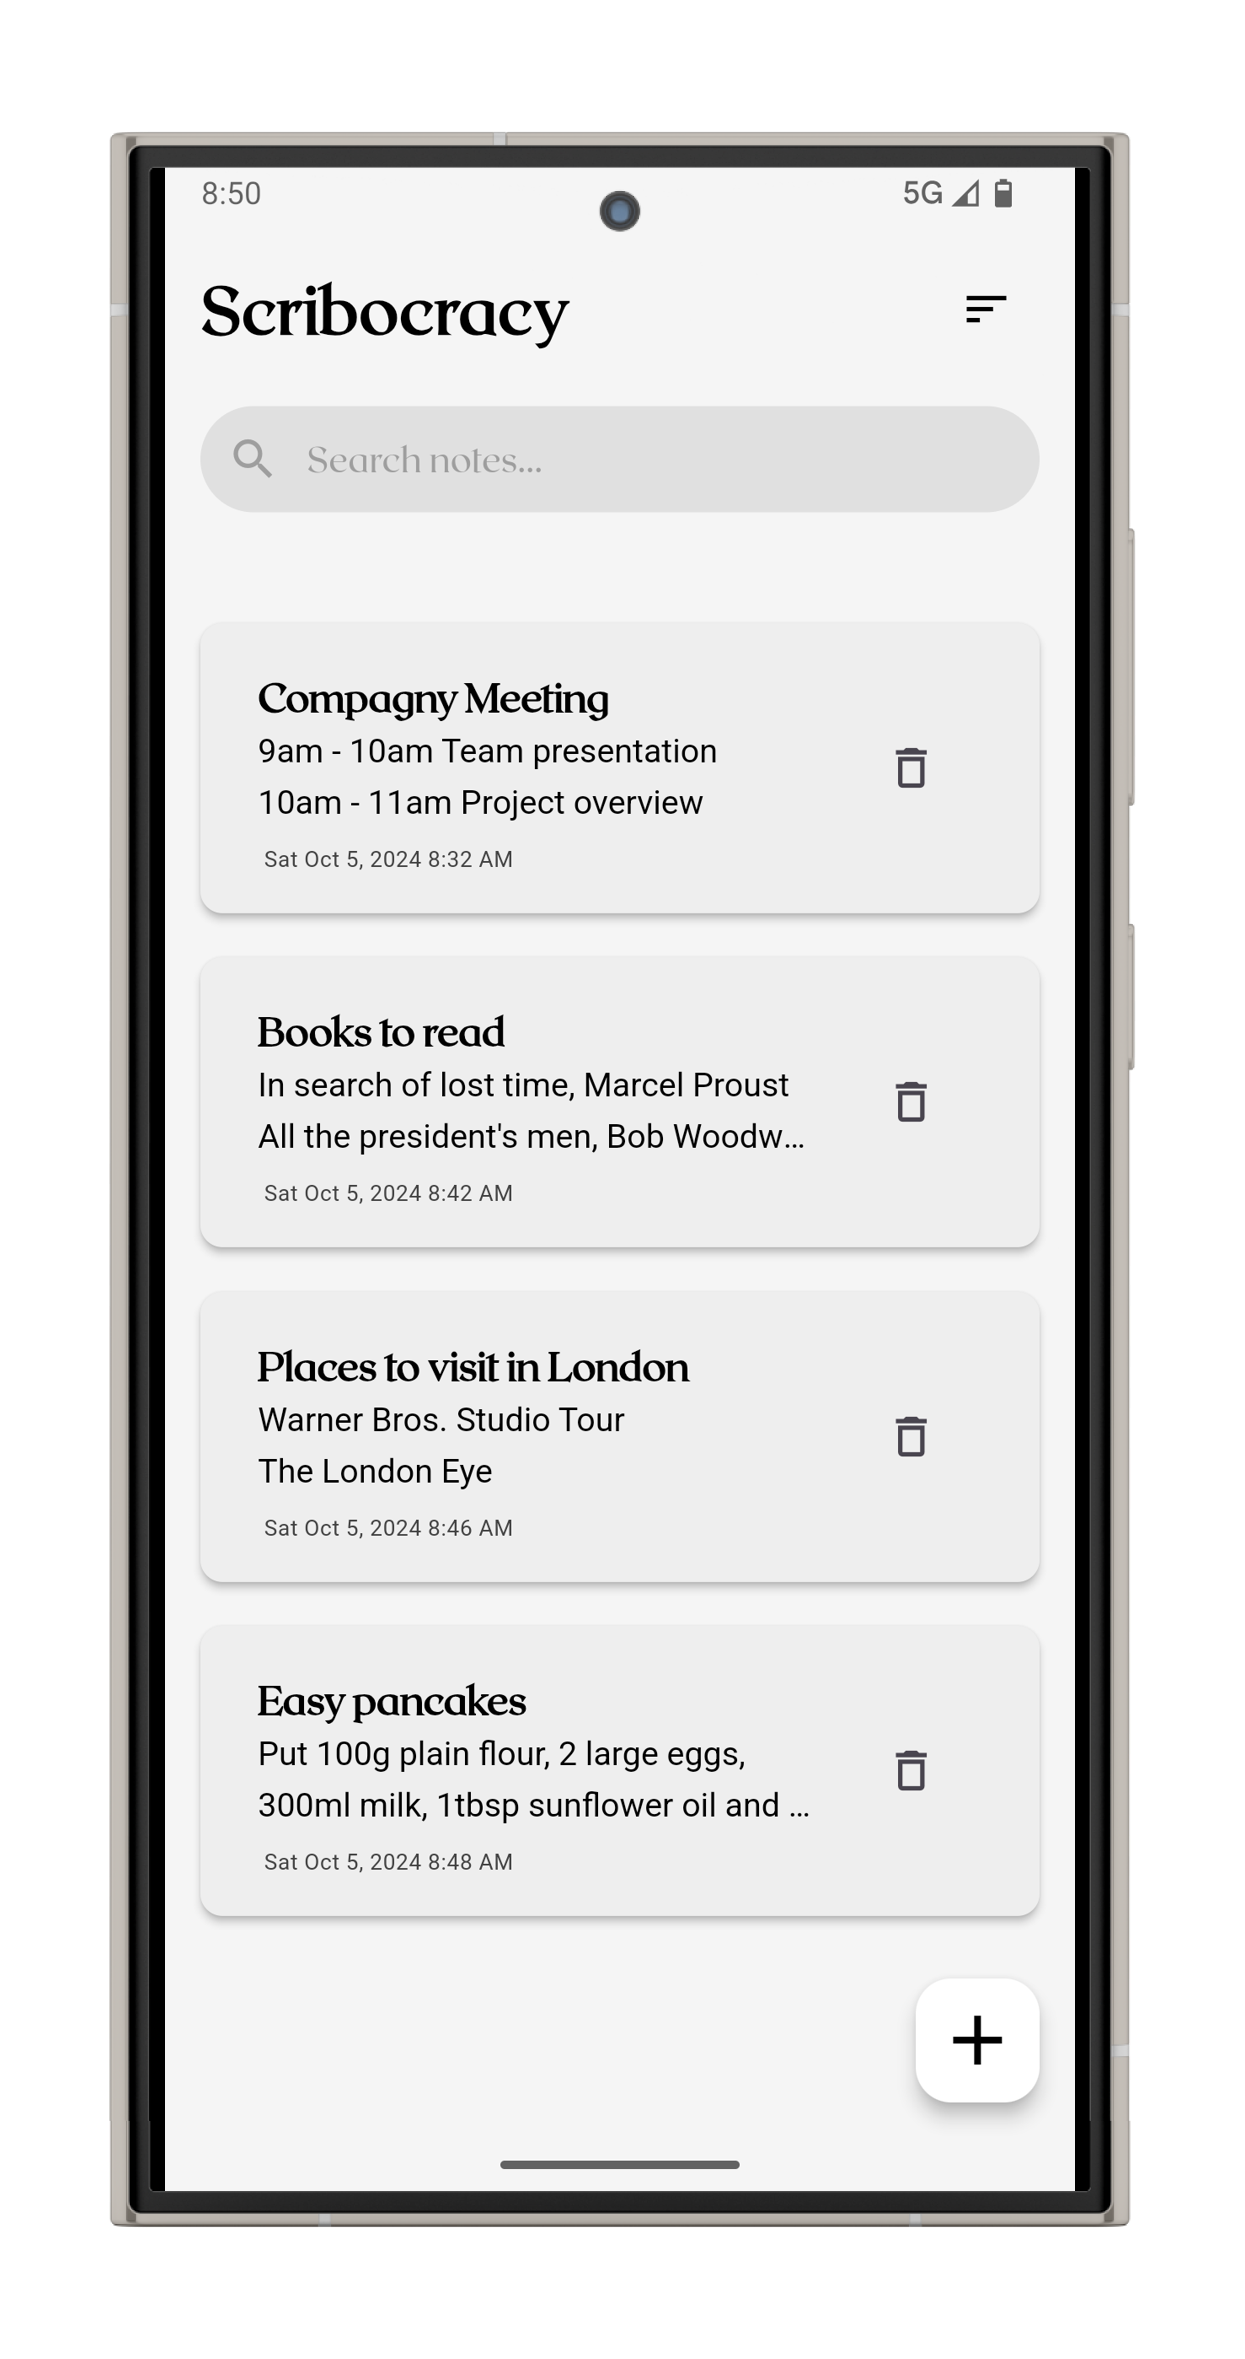 8:50
5G
Scribocracy
Search notes...
Compagny Meeting
9am - 10am Team presentation
10am - 11am Project overview
Sat Oct 5, 2024 8:32 AM
Books to read
In search of lost time, Marcel Proust
All the president's men, Bob Woodw...
Sat Oct 5, 2024 8:42 AM
Places to visit in London
Warner Bros. Studio Tour
The London Eye
Sat Oct 5, 2024 8:46 AM
Easy pancakes
Put 100g plain flour, 2 large eggs,
300ml milk, 1tbsp sunflower oil and ...
Sat Oct 5, 2024 8:48 AM